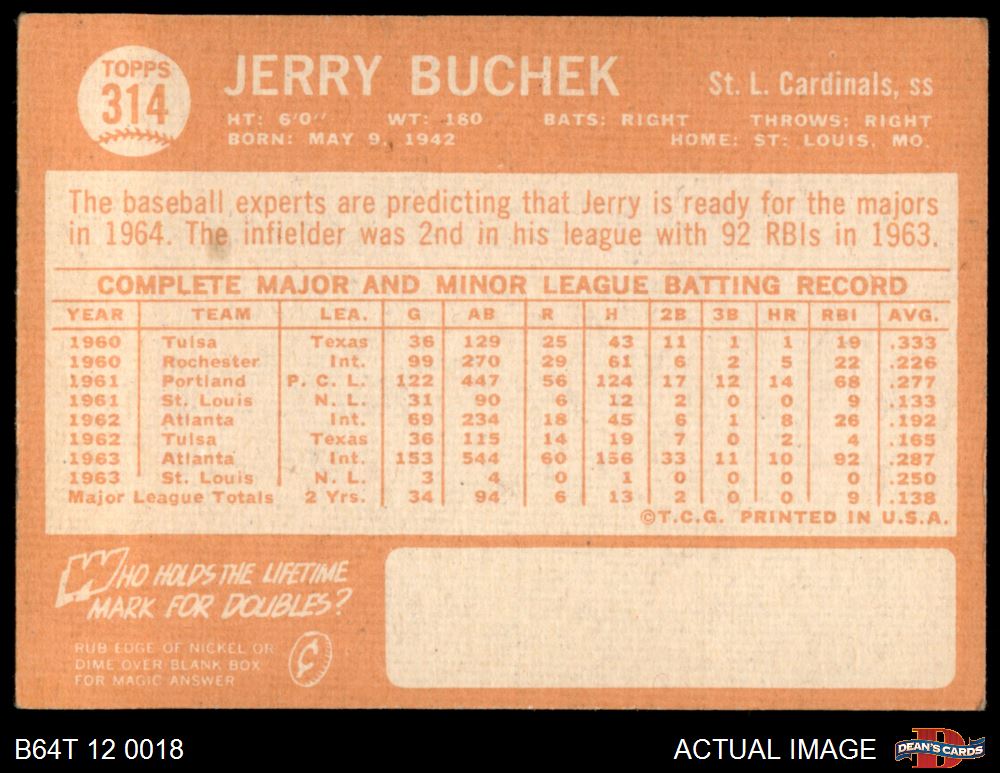 TOPPS
314
JERRY BUCHEK
St. L. Cardinals, ss
HT: 6'0" WT: 180 BATS: RIGHT THROWS: RIGHT
BORN: MAY 9, 1942 HOME: ST: LOUIS, MO.
The baseball experts are predicting that Jerry is ready for the majors
in 1964. The infielder was 2nd in his league with 92 RBIs in 1963.
COMPLETE MAJOR AND MINOR LEAGUE BATTING RECORD
YEAR TEAM LEA. G AB R H 2B 3B HR RBI AVG.
1960 Tulsa Texas 36 129 25 43 11 1 1 19 .333
1960 Rochester Int. 99 270 29 61 6 2 5 22 .226
1961 Portland P. C. L. 122 447 56 124 17 12 14 68 .277
1961 St. Louis N. L. 31 90 6 12 2 0 0 9 .133
1962 Atlanta Int. 69 234 18 45 6 1 8 26 .192
1962 Tulsa Texas 36 115 14 19 7 0 2 4 .165
1963 Atlanta Int. 153 544 60 156 33 11 10 92 .287
1963 St. Louis N. L. 3 4 0 1 0 0 0 0 .250
Major League Totals 2 Yrs. 34 94 6 13 2 0 0 9 .138
©T.C.G. PRINTED IN U.S.A.
WHO HOLDS THE LIFETIME
MARK FOR DOUBLES?
RUB EDGE OF NICKEL OR
DIME OVER BLANK BOX
FOR MAGIC ANSWER
B64T 12 0018
ACTUAL IMAGE
DEAN'S CARDS